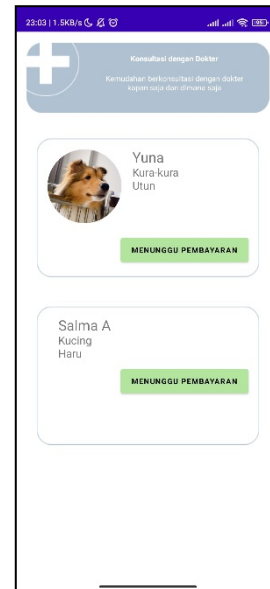 23:03 | 1.5KB/s
Konsultasi dengan Dokter
Kemudahan berkonsultasi dengan dokter
kapan saja dan dimana saja
Yuna
Kura-kura
Utun
MENUNGGU PEMBAYARAN
Salma A
Kucing
Haru
MENUNGGU PEMBAYARAN